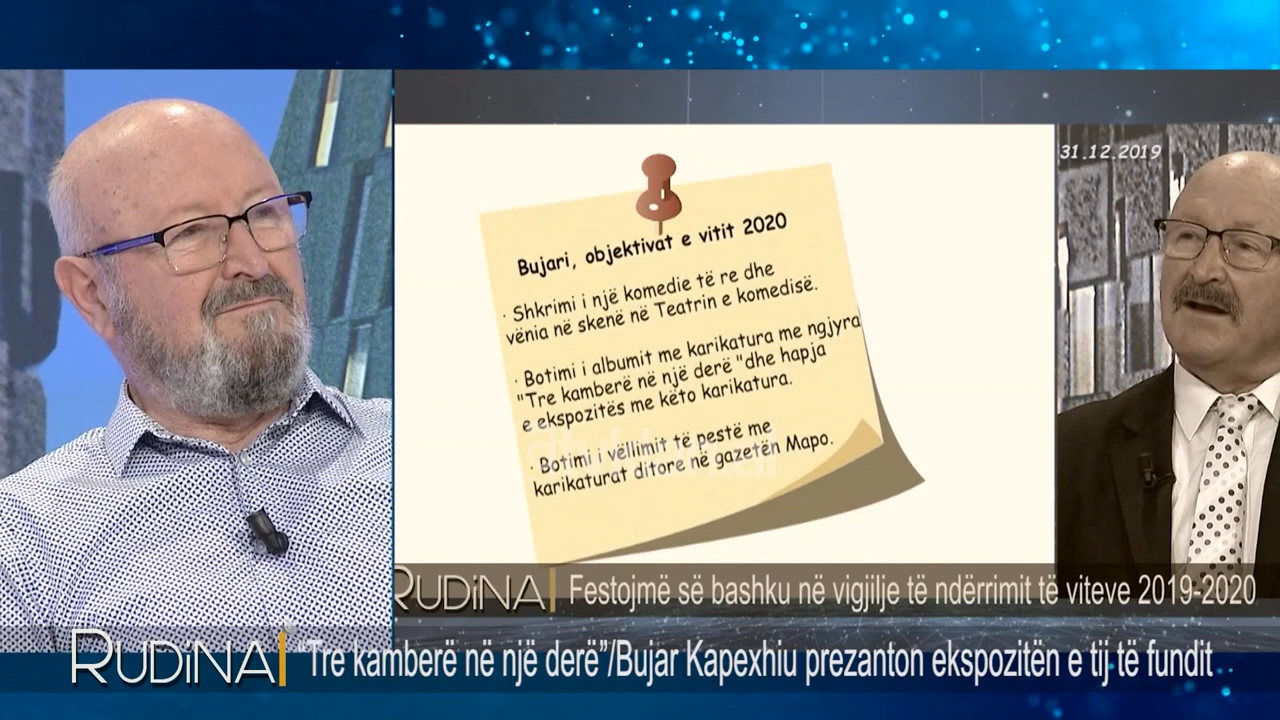 31.12.2019
Bujari, objektivat e vitit 2020
· Shkrimi i një komedie të re dhe
vënia në skenë në Teatrin e komedisë.
· Botimi i albumit me karikatura me ngjyra
"Tre kamberë në një derë "dhe hapja
e ekspozitës me këto karikatura.
· Botimi i vëllimit të pestë me
karikaturat ditore në gazetën Mapo.
RUDiNA| Festojmë së bashku në vigjilje të ndërrimit të viteve 2019-2020
RUDiNA| “Tre kamberë në një derë”/Bujar Kapexhiu prezanton ekspozitën e tij të fundit